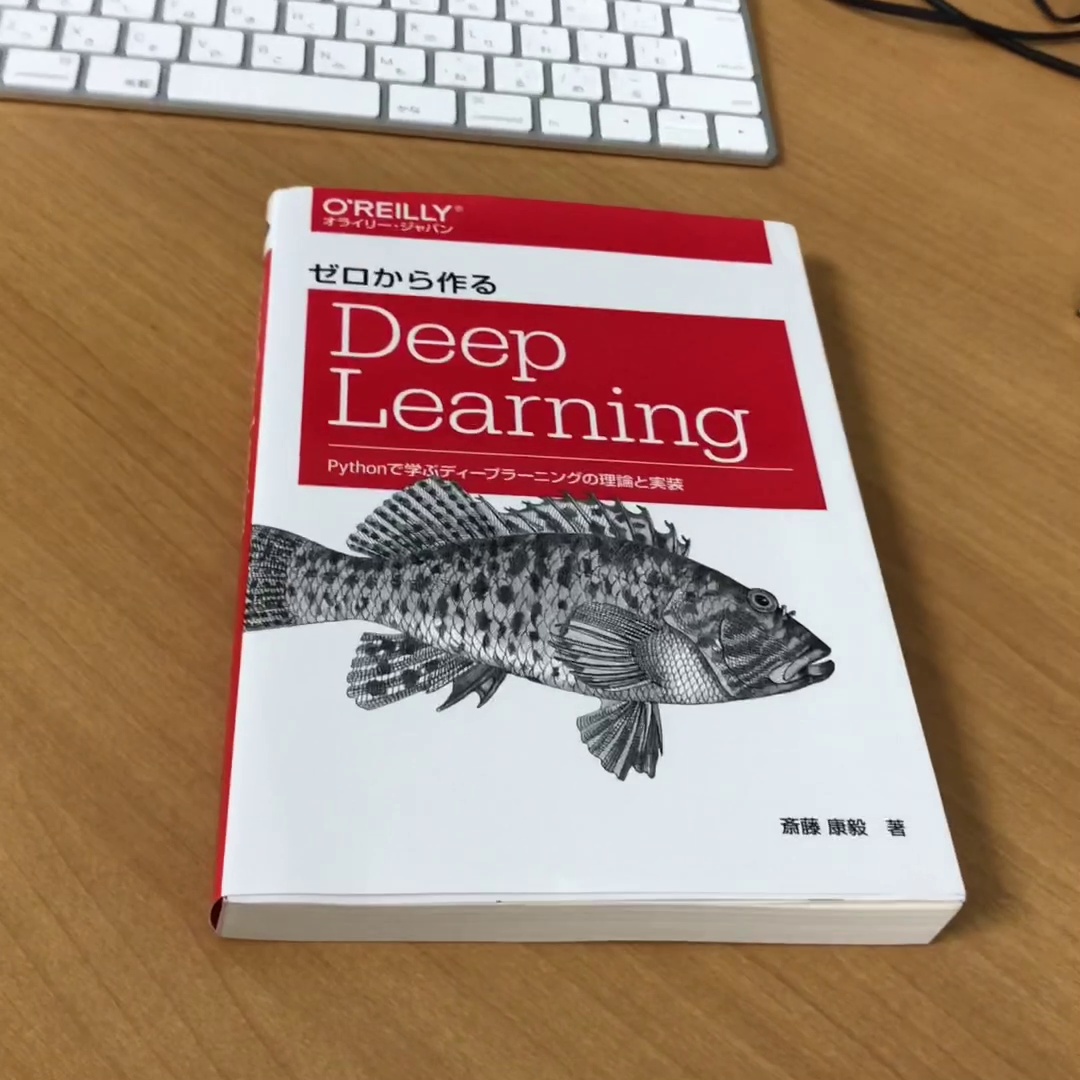 O'REILLY®
オライリー・ジャパン
ゼロから作る
Deep
Learning
Pythonで学ぶディープラーニングの理論と実装
斎藤 康毅 著
かな